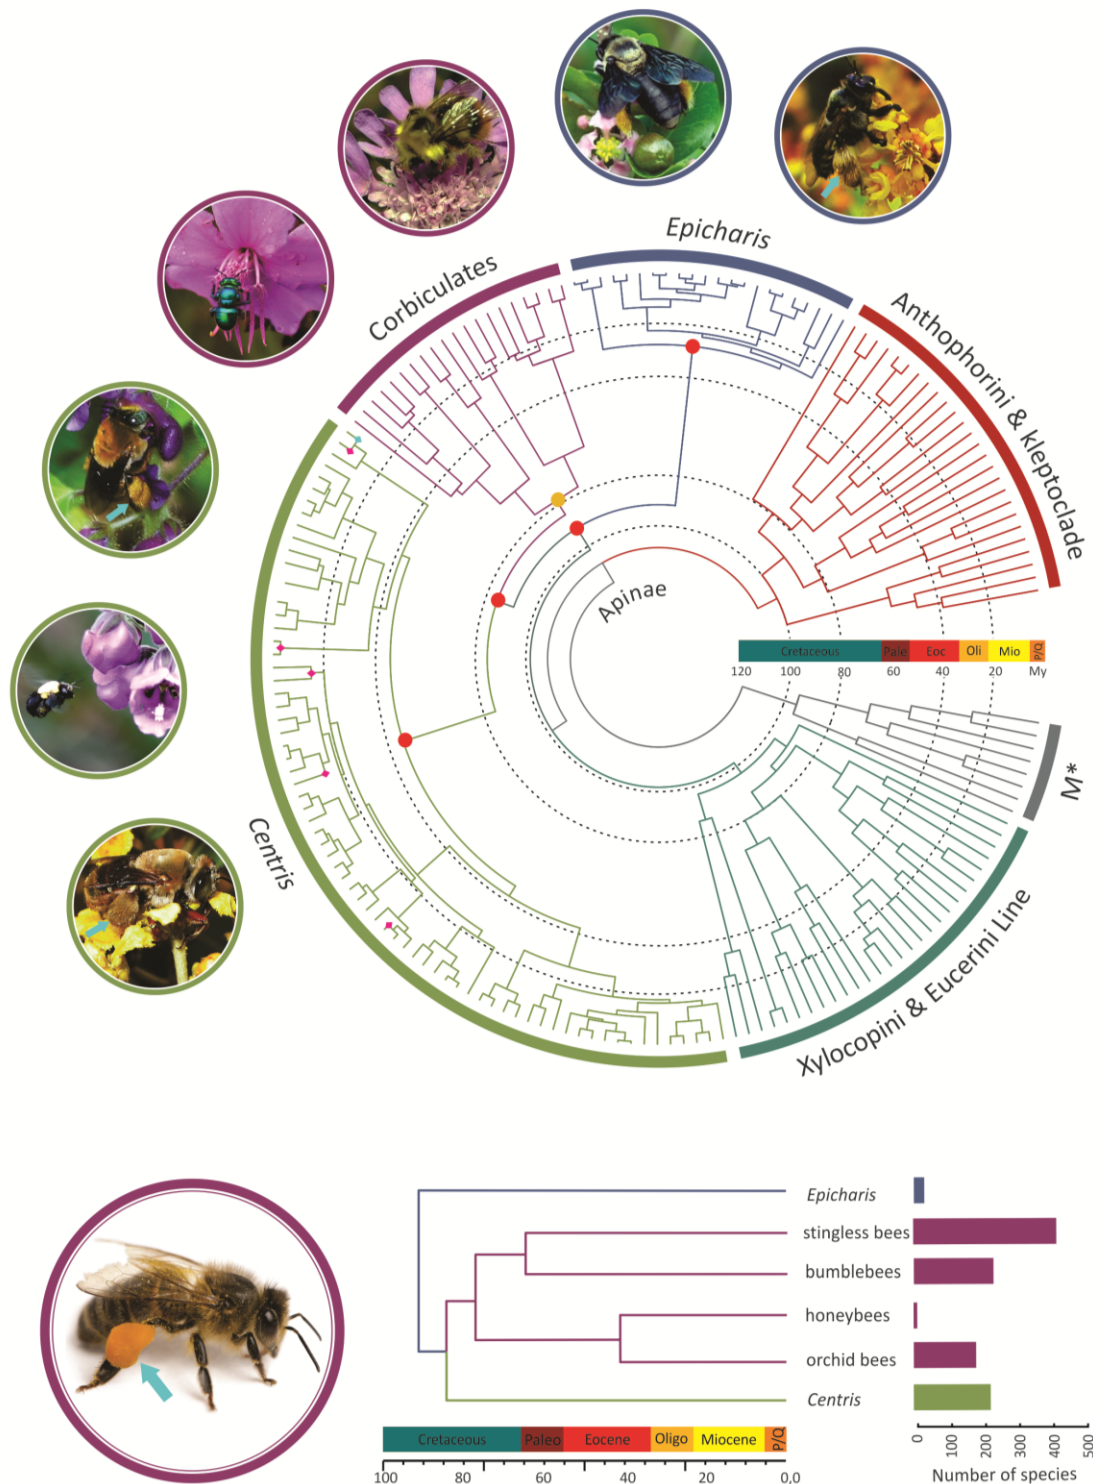 Epicharis
Corbiculates
Anthophorini & kleptoclade
Apinae
Cretaceous Pale Eoc Oli Mio P/Q
120 100 80 60 40 20 My
M*
Centris
Xylocopini & Eucerini Line
Epicharis
stingless bees
bumblebees
honeybees
orchid bees
Centris
Cretaceous Paleo Eocene Oligo Miocene P/Q
100 80 60 40 20 0,0
0 100 200 300 400 500
Number of species